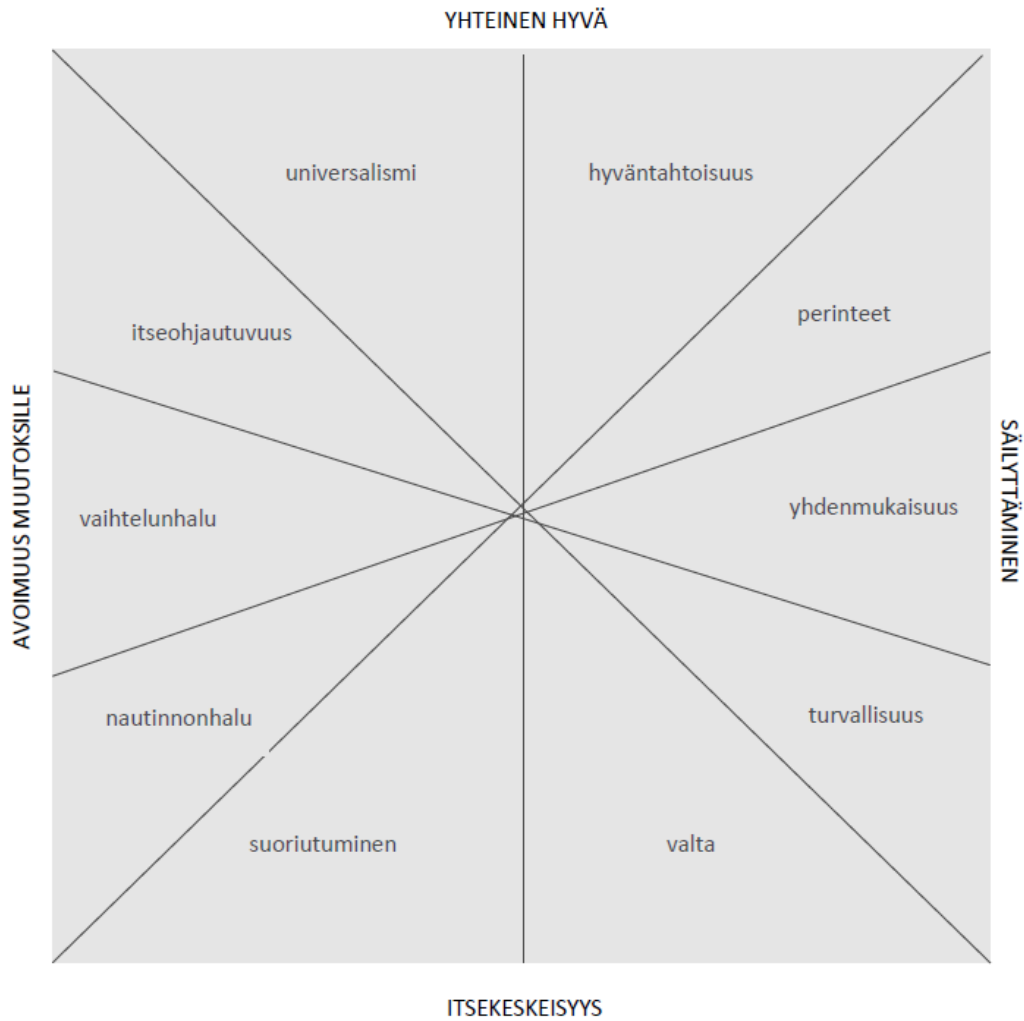 YHTEINEN HYVÄ
universalismi
hyväntahtoisuus
itseohjautuvuus
perinteet
AVOIMUUS MUUTOKSILLE
SÄILYTTÄMINEN
vaihtelunhalu
yhdenmukaisuus
nautinnonhalu
turvallisuus
suoriutuminen
valta
ITSEKESKEISYYS